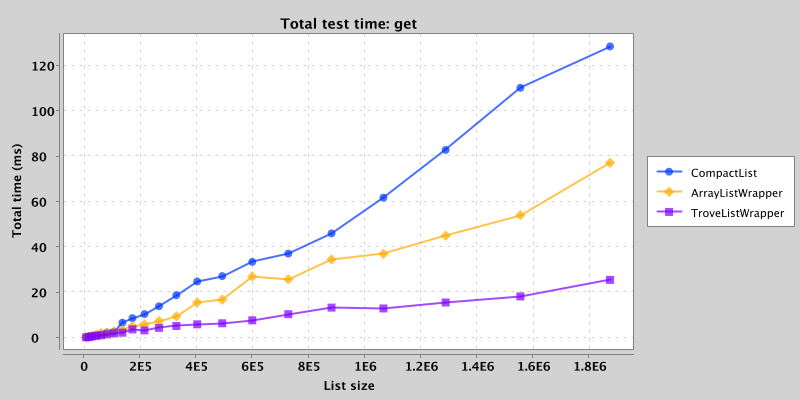 Total test time: get
Total time (ms)
120
100
80
60
40
20
0
0 2E5 4E5 6E5 8E5 1E6 1.2E6 1.4E6 1.6E6 1.8E6
List size
CompactList
ArrayListWrapper
TroveListWrapper